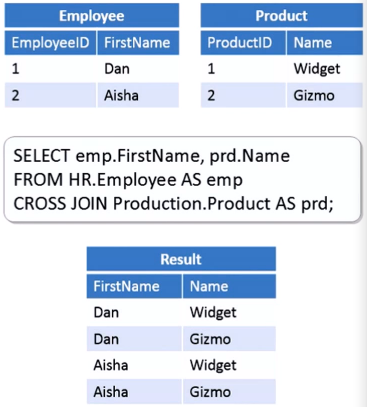 Employee
EmployeeID FirstName
1 Dan
2 Aisha
Product
ProductID Name
1 Widget
2 Gizmo
SELECT emp.FirstName, prd.Name
FROM HR.Employee AS emp
CROSS JOIN Production.Product AS prd;
Result
FirstName Name
Dan Widget
Dan Gizmo
Aisha Widget
Aisha Gizmo